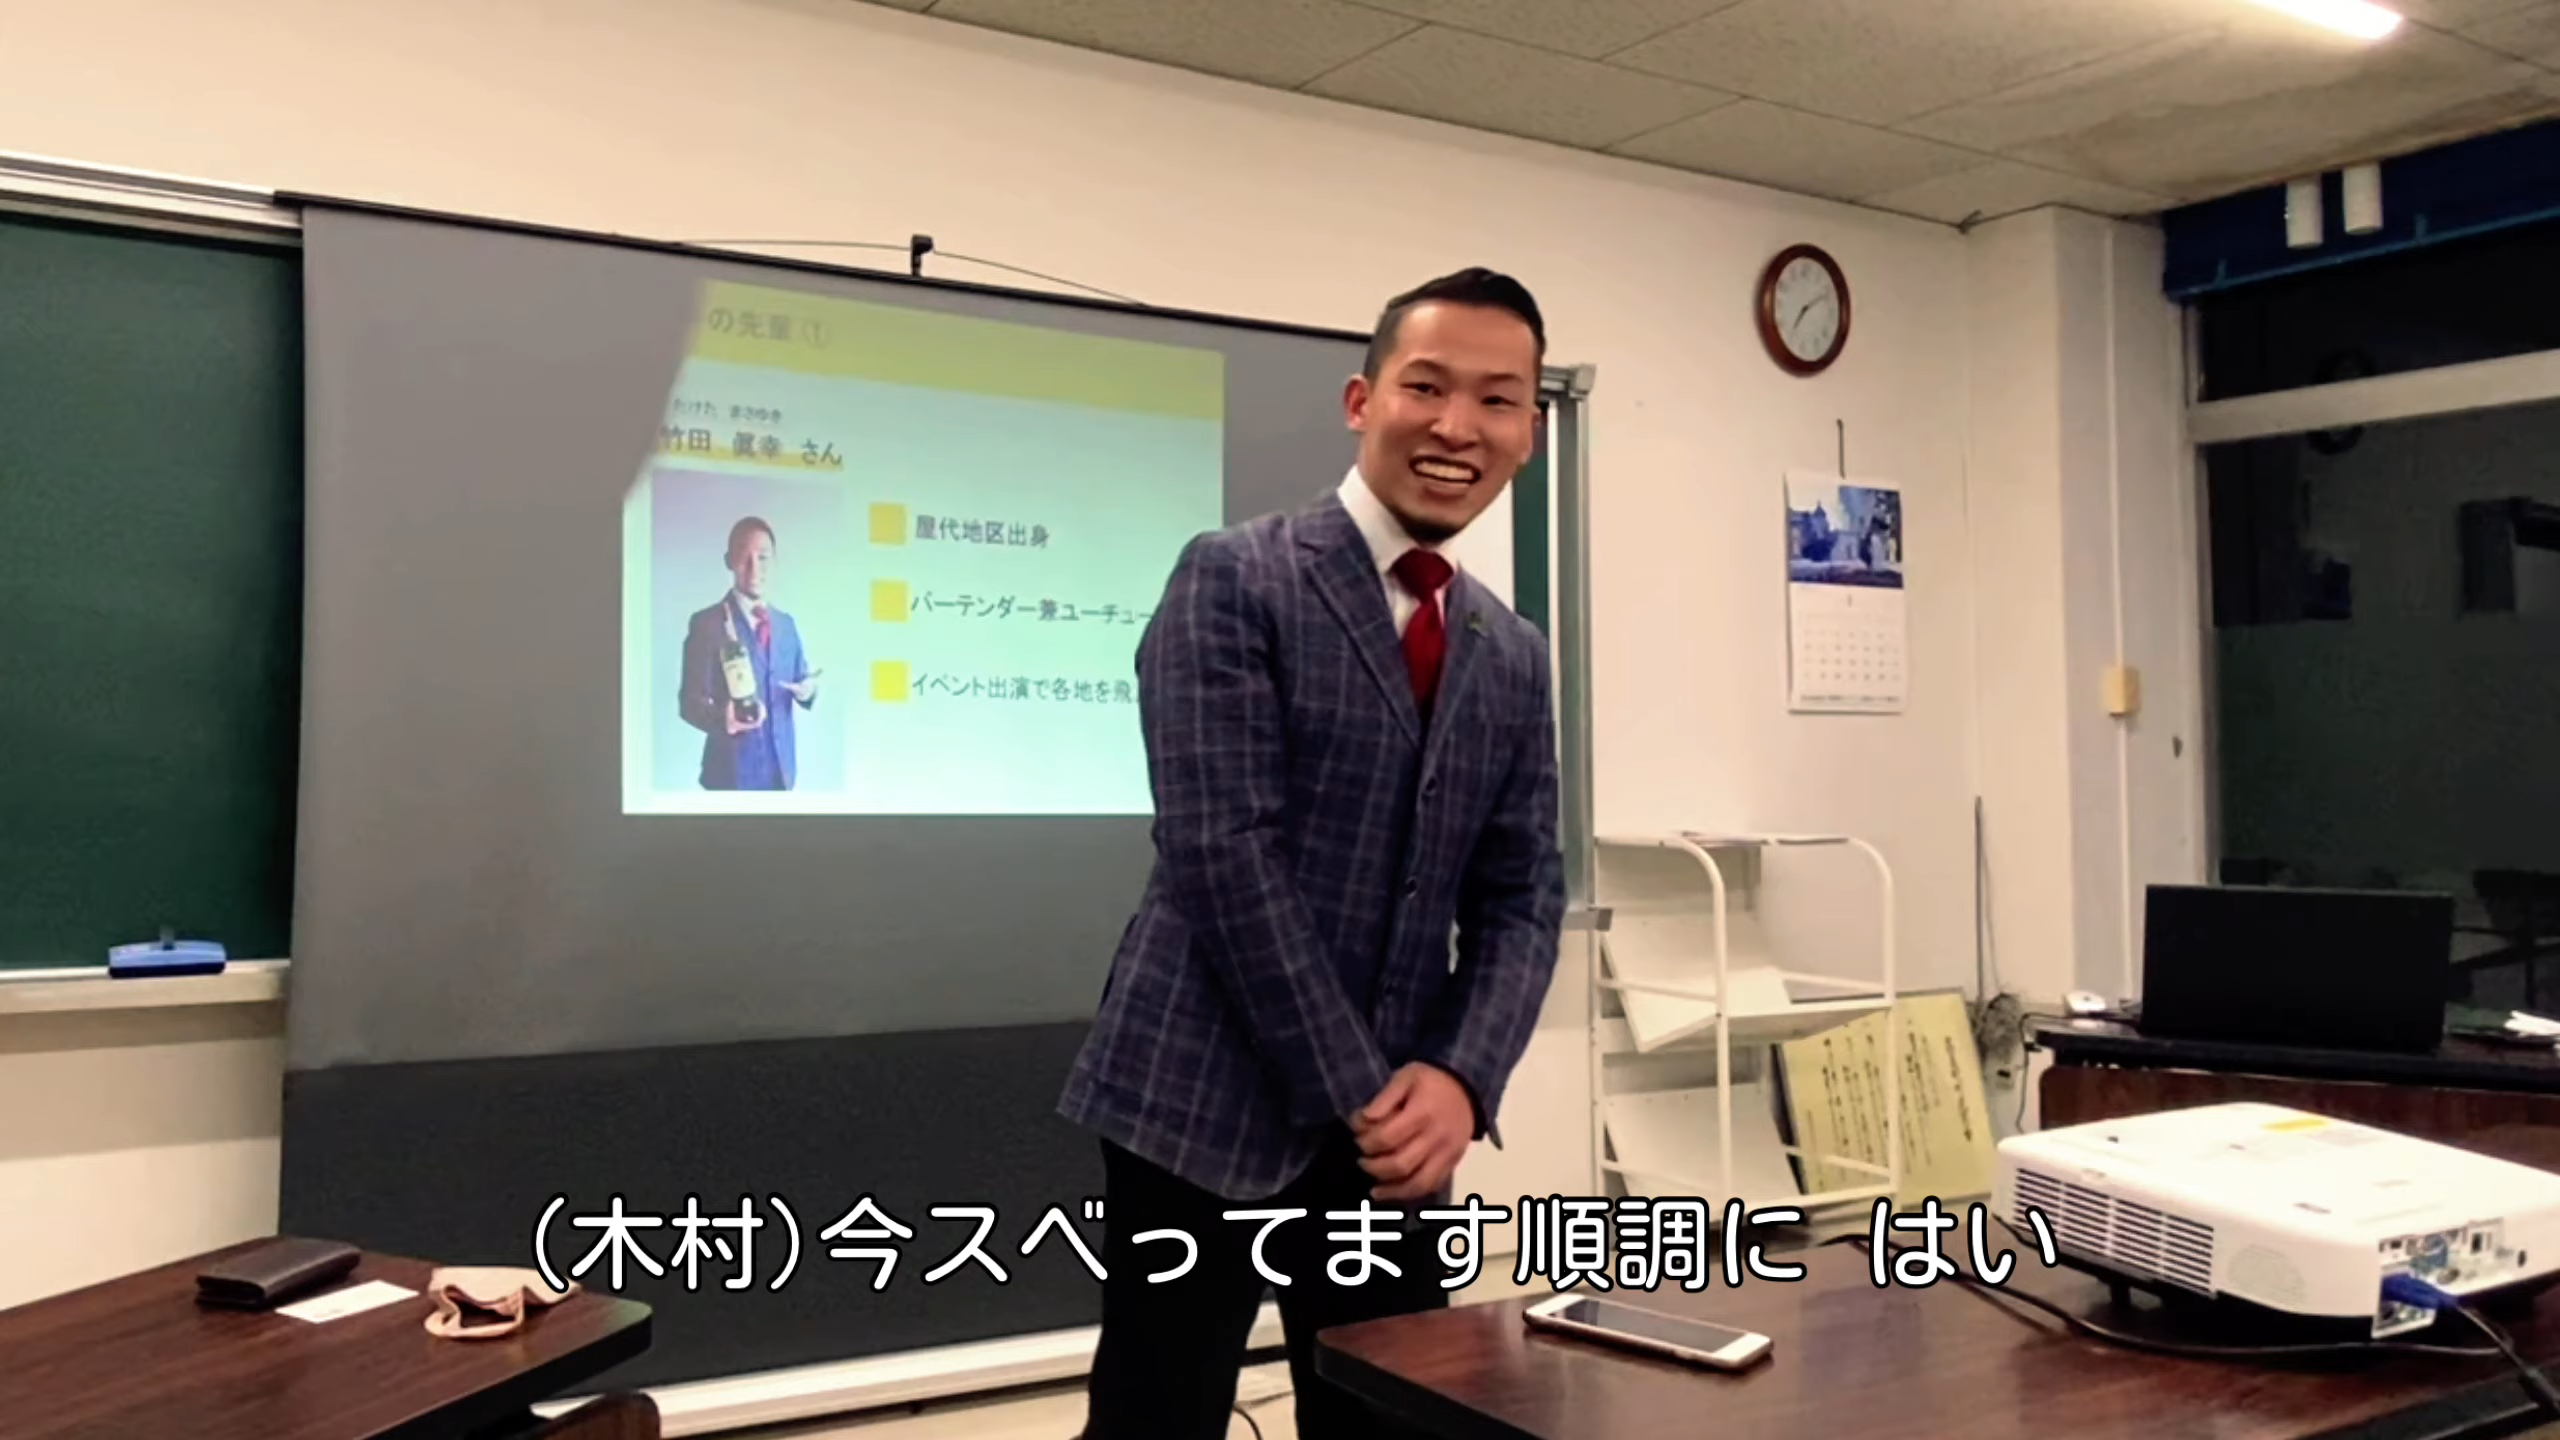 の先輩①
たけだ まさゆき
竹田 眞幸 さん
屋代地区出身
バーテンダー兼ユーチュー
イベント出演で各地を飛
(木村)今スベってます順調に はい